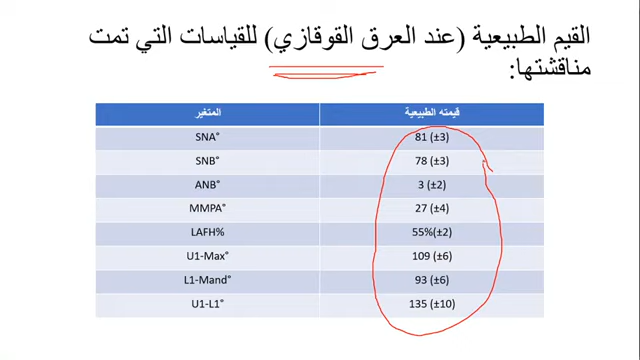 القيم الطبيعية (عند العرق القوقازي) للقياسات التي تمت
مناقشتها:
المتغير قيمته الطبيعية
SNA° 81 (±3)
SNB° 78 (±3)
ANB° 3 (±2)
MMPA° 27 (±4)
LAFH% 55%(±2)
U1-Max° 109 (±6)
L1-Mand° 93 (±6)
U1-L1° 135 (±10)